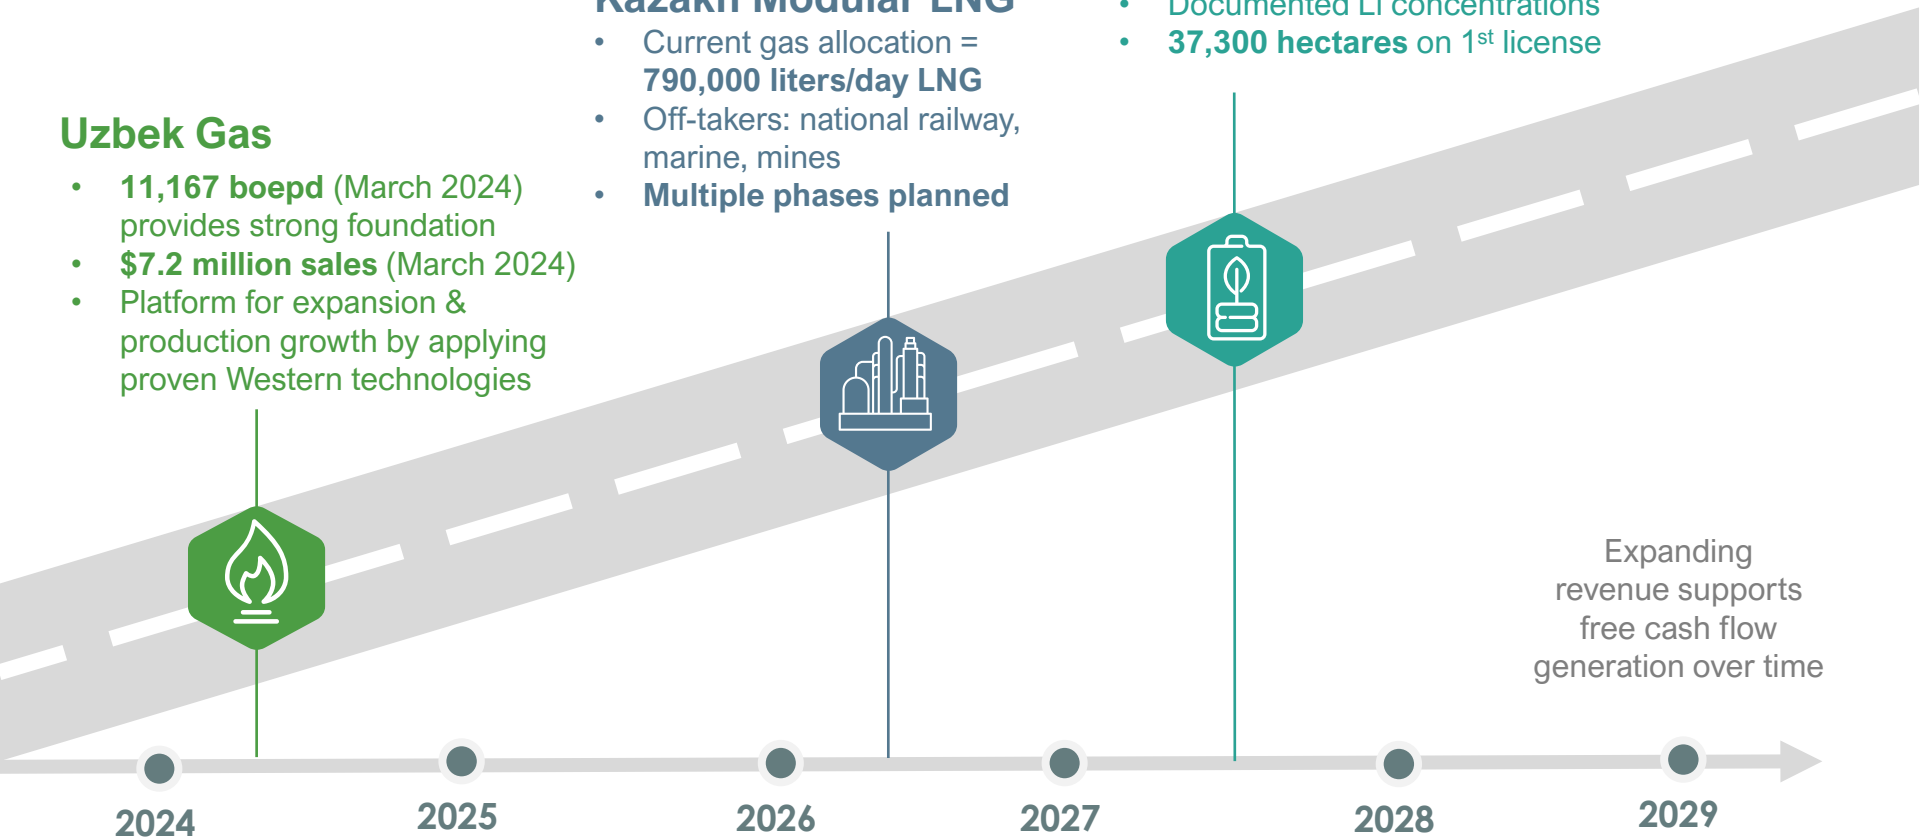 Kazakh Modular LNG
• Current gas allocation =
790,000 liters/day LNG
• Off-takers: national railway,
marine, mines
• Multiple phases planned
• Documented Li concentrations
• 37,300 hectares on 1st license
Uzbek Gas
• 11,167 boepd (March 2024)
provides strong foundation
• $7.2 million sales (March 2024)
• Platform for expansion &
production growth by applying
proven Western technologies
Expanding
revenue supports
free cash flow
generation over time
2024
2025
2026
2027
2028
2029